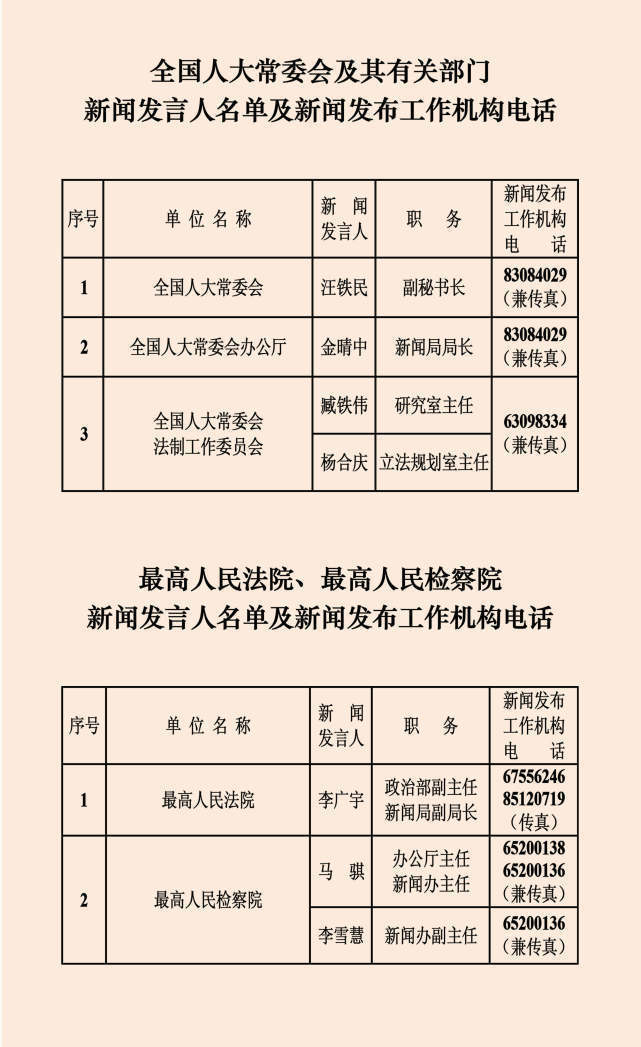 全国人大常委会及其有关部门
新闻发言人名单及新闻发布工作机构电话
序号 单位名称 新闻发言人 职务 新闻发布工作机构电话
1 全国人大常委会 汪铁民 副秘书长 83084029（兼传真）
2 全国人大常委会办公厅 金晴中 新闻局局长 83084029（兼传真）
3 全国人大常委会法制工作委员会 臧铁伟 研究室主任 63098334（兼传真）
杨合庆 立法规划室主任
最高人民法院、最高人民检察院
新闻发言人名单及新闻发布工作机构电话
序号 单位名称 新闻发言人 职务 新闻发布工作机构电话
1 最高人民法院 李广宇 政治部副主任 新闻局副局长 67556246 85120719（传真）
2 最高人民检察院 马骐 办公厅主任 新闻办主任 65200138 65200136（兼传真）
李雪慧 新闻办副主任 65200136（兼传真）